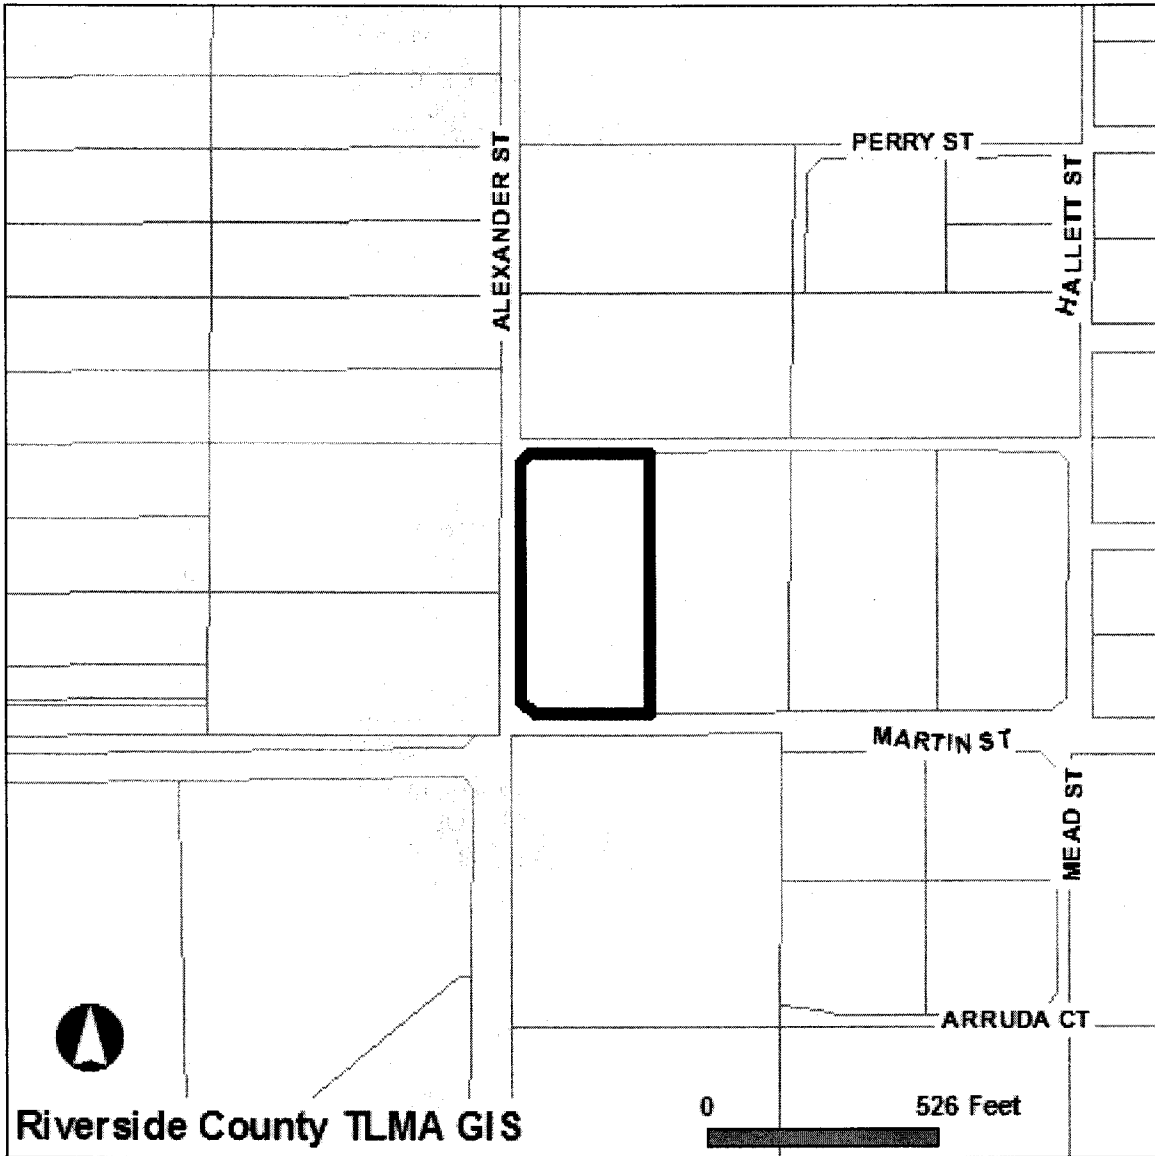 PERRY ST
ALEXANDER ST
HALLETT ST
MARTIN ST
MEAD ST
ARRUDA CT
0 526 Feet
Riverside County TLMA GIS